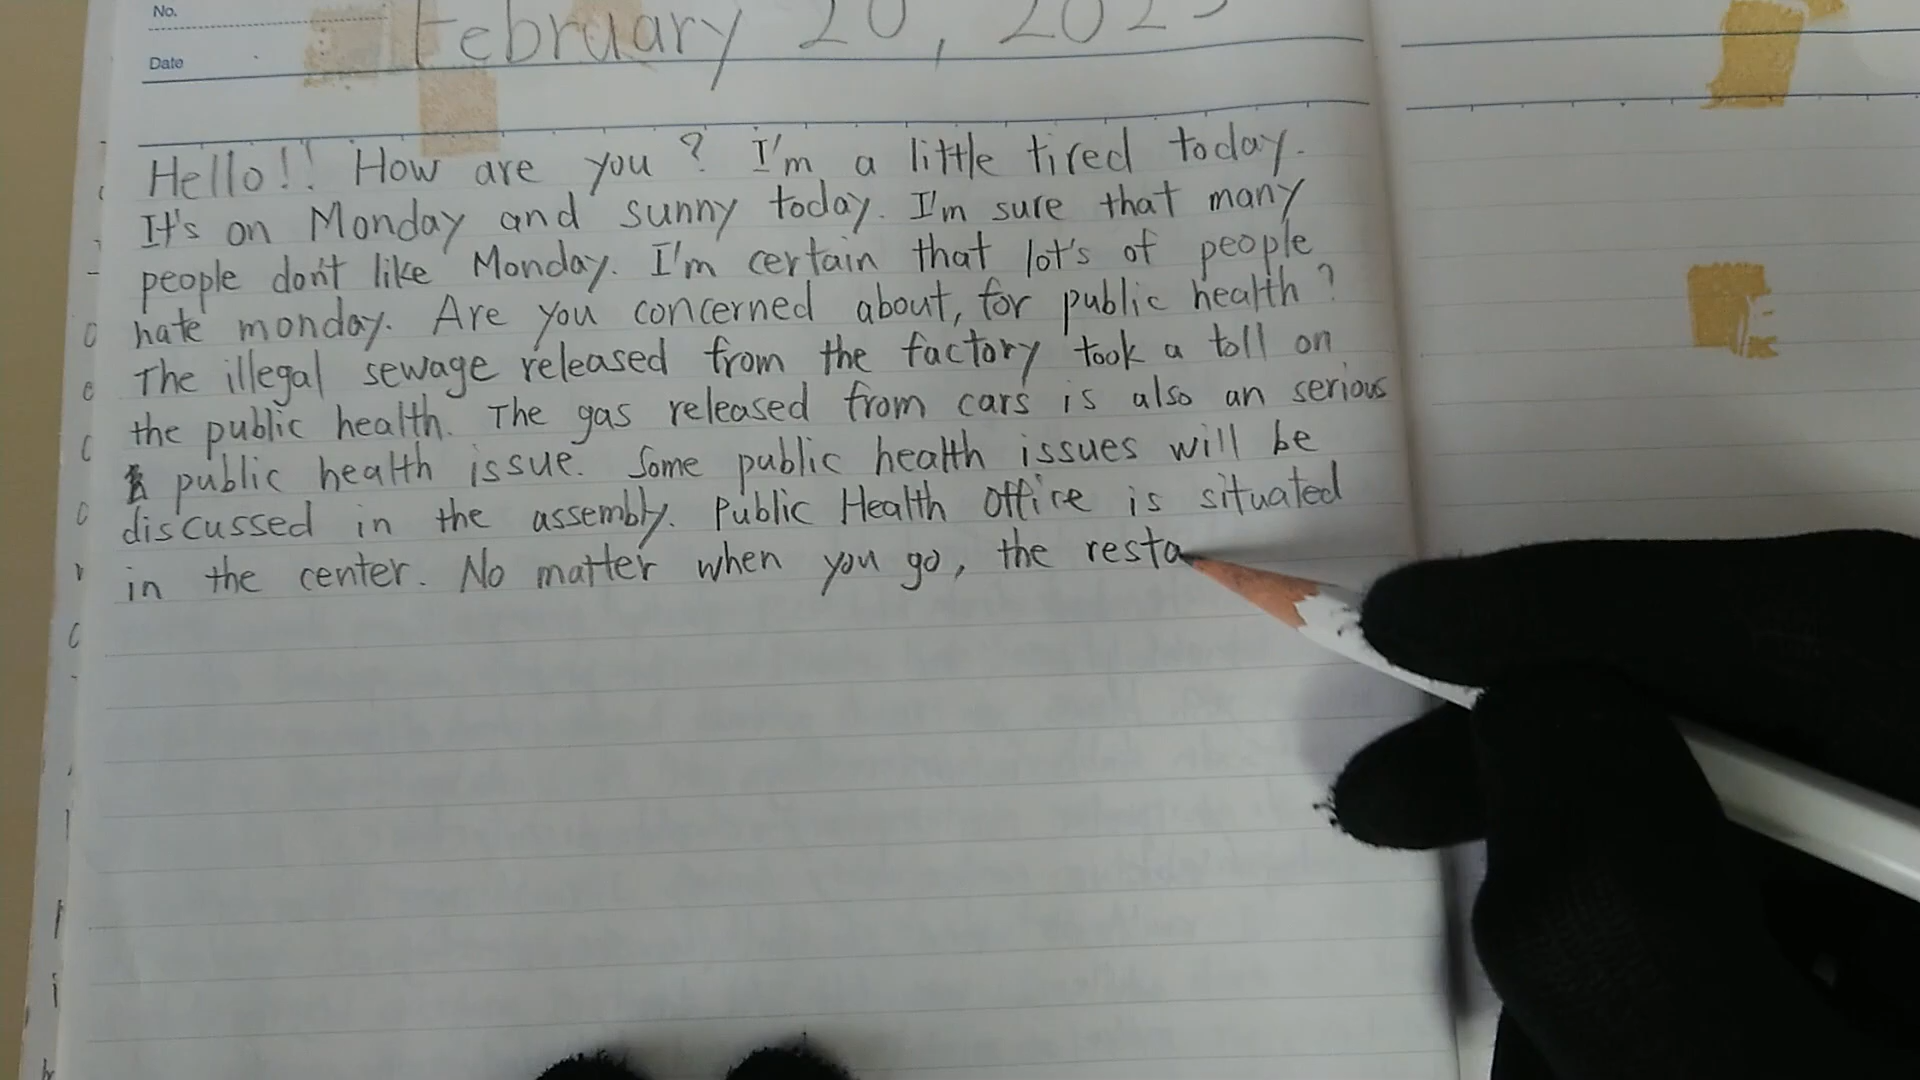 No.
Date
February 20, 202
Hello!! How are you? I'm a little tired today.
It's on Monday and sunny today. I'm sure that many
people don't like Monday. I'm certain that lot's of people
hate monday. Are you concerned about, for public health?
The illegal sewage released from the factory took a toll on
the public health. The gas released from cars is also an serious
public health issue. Some public health issues will be
discussed in the assembly. Public Health Office is situated
in the center. No matter when you go, the resta